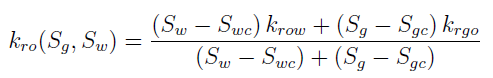 $k_{ro}(S_g, S_w) = \frac{(S_w - S_{wc})\, k_{row} + (S_g - S_{gc})\, k_{rgo}}{(S_w - S_{wc}) + (S_g - S_{gc})}$